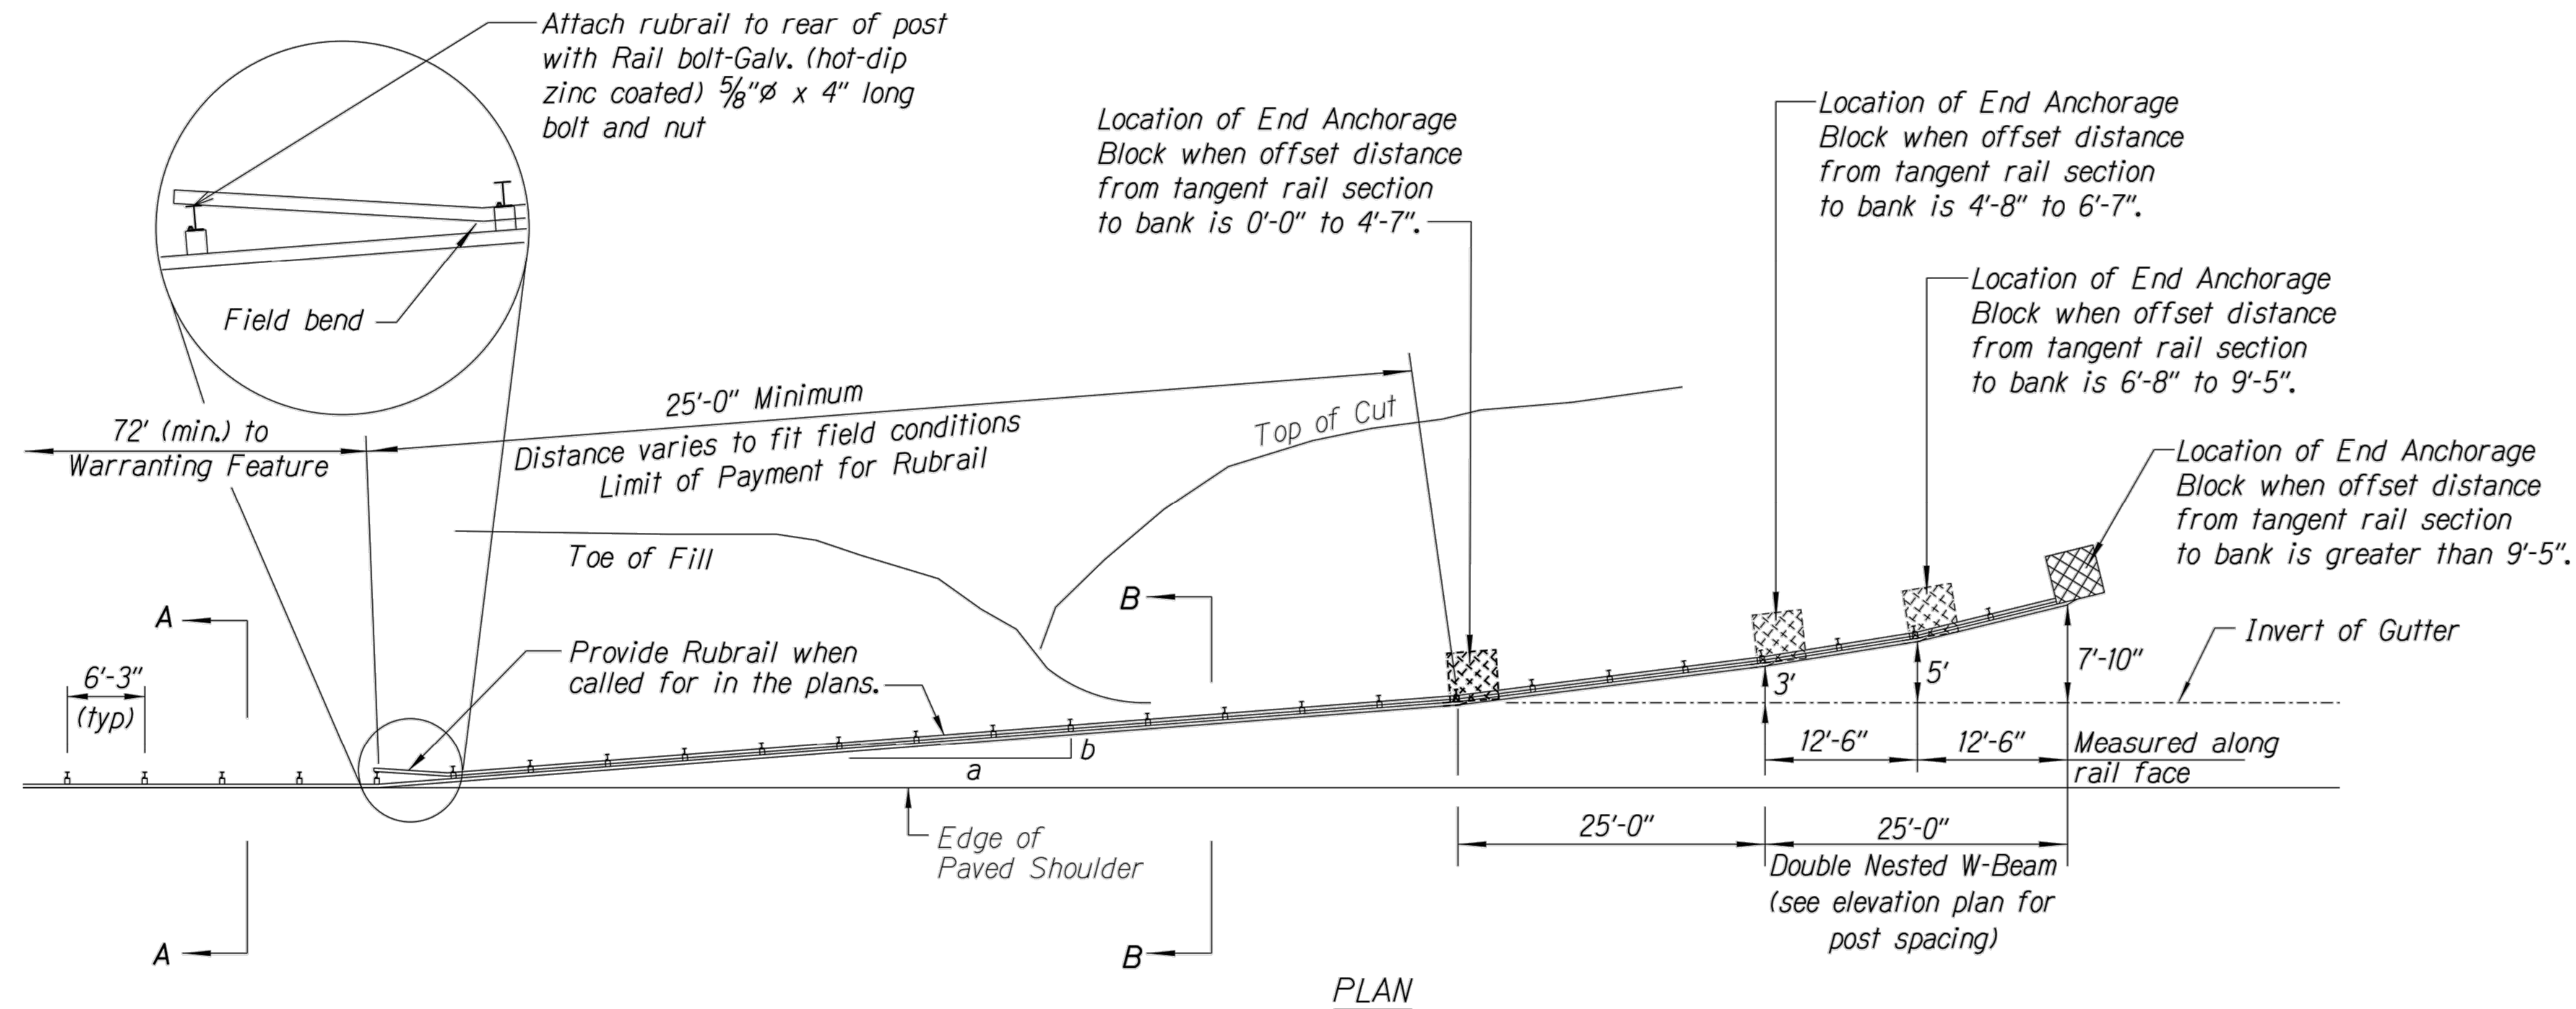 Attach rubrail to rear of post
with Rail bolt-Galv. (hot-dip
zinc coated) 5/8"ø x 4" long
bolt and nut
Field bend
Location of End Anchorage
Block when offset distance
from tangent rail section
to bank is 0'-0" to 4'-7".
Location of End Anchorage
Block when offset distance
from tangent rail section
to bank is 4'-8" to 6'-7".
Location of End Anchorage
Block when offset distance
from tangent rail section
to bank is 6'-8" to 9'-5".
Location of End Anchorage
Block when offset distance
from tangent rail section
to bank is greater than 9'-5".
72' (min.) to
Warranting Feature
25'-0" Minimum
Distance varies to fit field conditions
Limit of Payment for Rubrail
Top of Cut
Toe of Fill
A
B
Provide Rubrail when
called for in the plans.
6'-3"
(typ)
Invert of Gutter
3'
5'
7'-10"
b
a
12'-6"
12'-6"
Measured along
rail face
Edge of
Paved Shoulder
25'-0"
25'-0"
Double Nested W-Beam
(see elevation plan for
post spacing)
A
B
PLAN